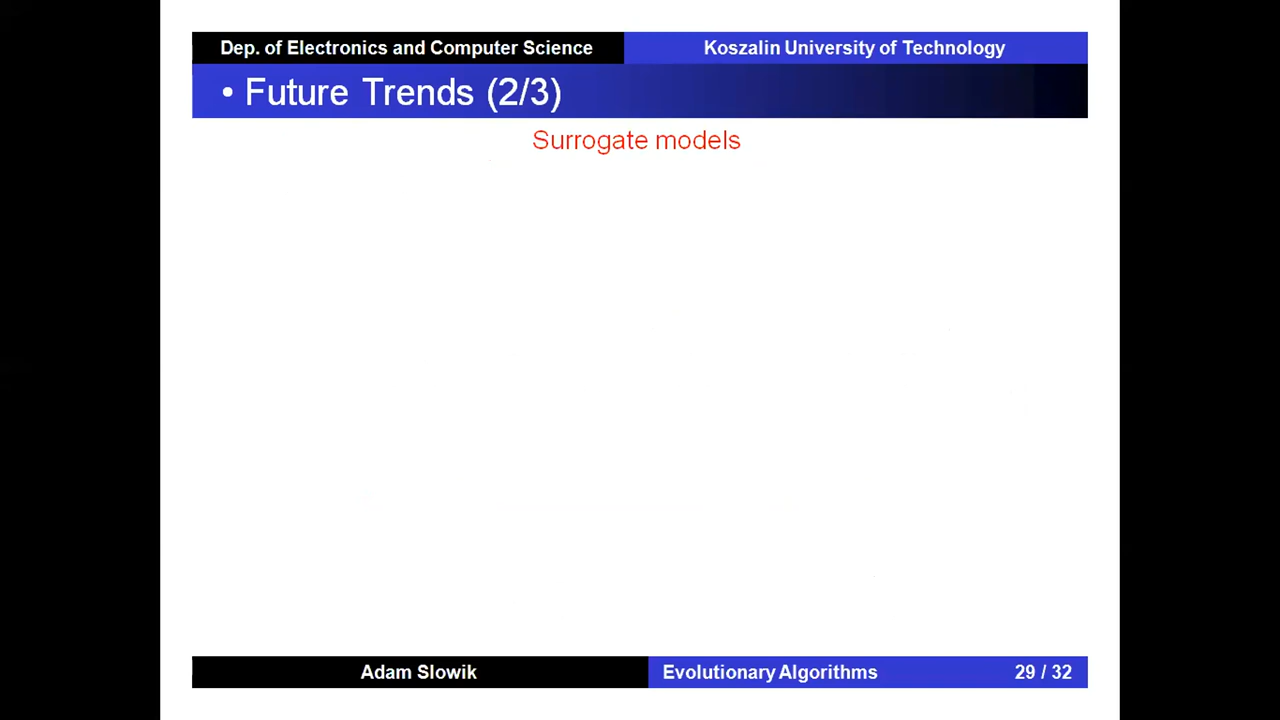 Dep. of Electronics and Computer Science
Koszalin University of Technology
• Future Trends (2/3)
Surrogate models
Adam Slowik
Evolutionary Algorithms
29 / 32